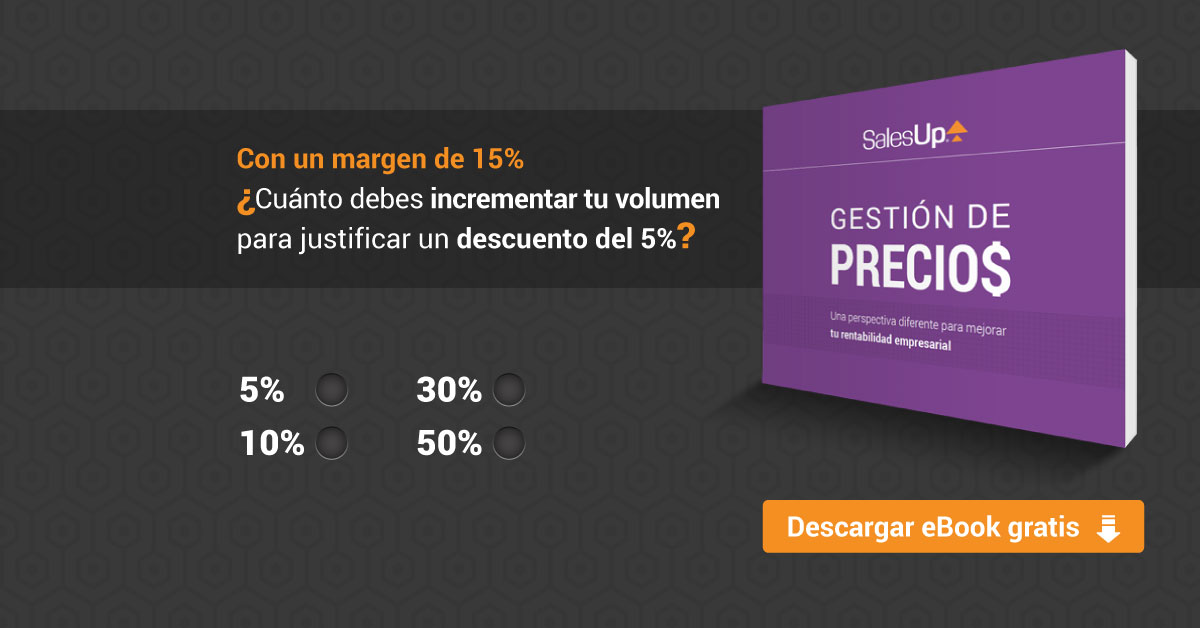 Con un margen de 15%
¿Cuánto debes incrementar tu volumen
para justificar un descuento del 5%?
5%
30%
10%
50%
SalesUp
GESTIÓN DE
PRECIO$
Una perspectiva diferente para mejorar
tu rentabilidad empresarial
Descargar eBook gratis